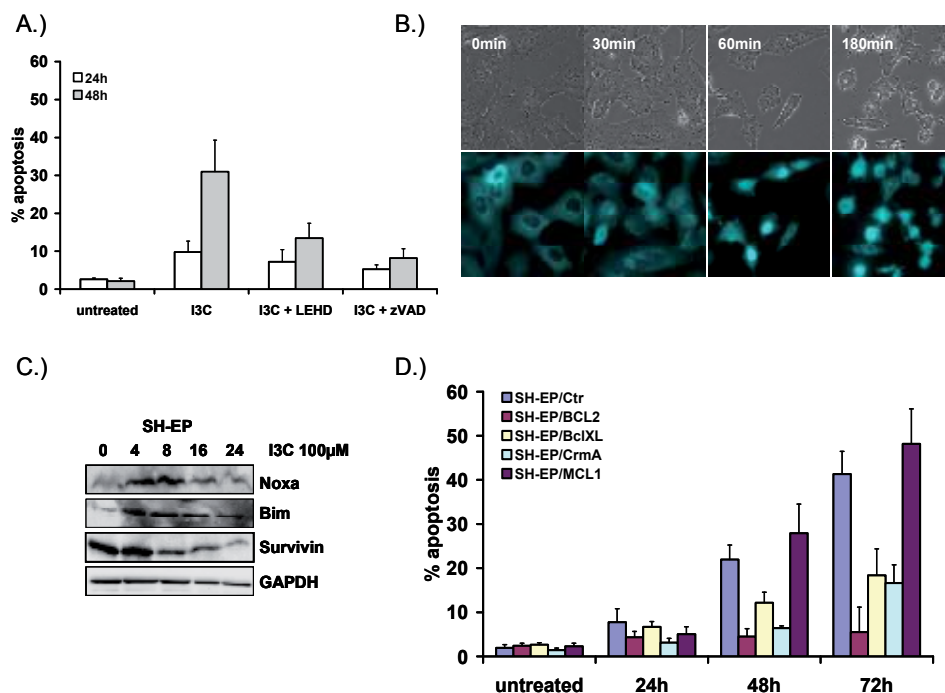 A.)
60
50
40
30
20
10
0
% apoptosis
24h
48h
untreated I3C I3C + LEHD I3C + zVAD
B.)
0min 30min 60min 180min
C.)
SH-EP
0 4 8 16 24 I3C 100µM
Noxa
Bim
Survivin
GAPDH
D.)
60
50
40
30
20
10
0
% apoptosis
SH-EP/Ctr
SH-EP/BCL2
SH-EP/BclXL
SH-EP/CrmA
SH-EP/MCL1
untreated 24h 48h 72h